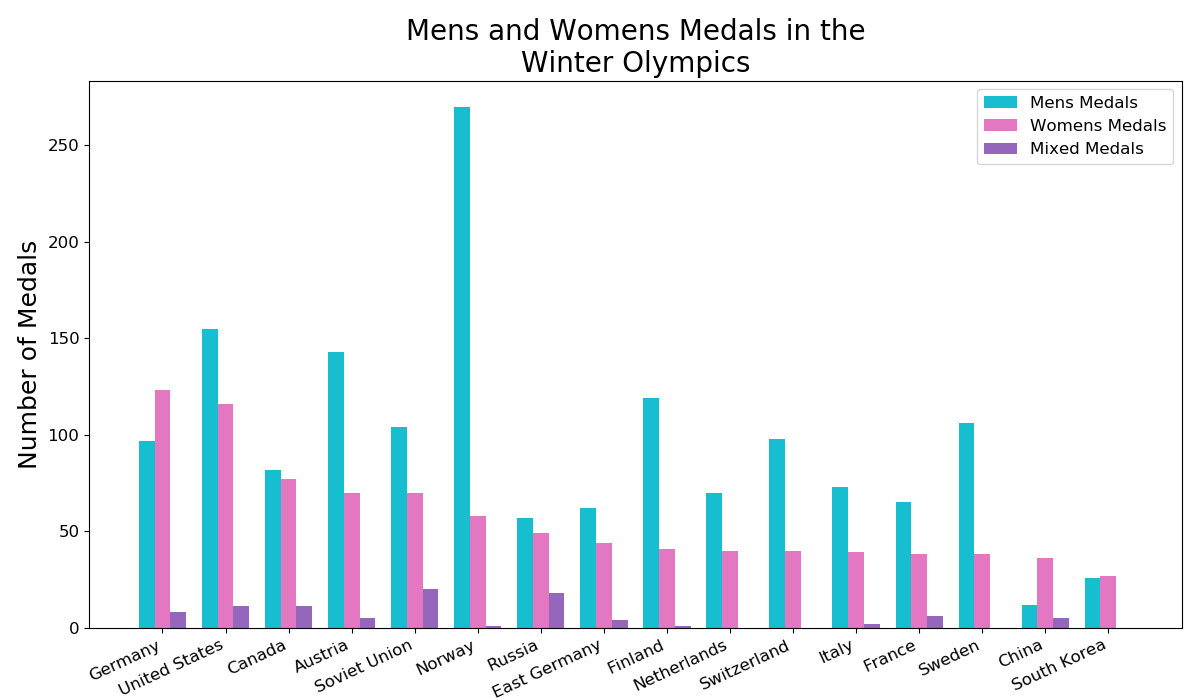 Mens and Womens Medals in the
Winter Olympics
Mens Medals
Womens Medals
Mixed Medals
Number of Medals
250
200
150
100
50
0
Germany
United States
Canada
Austria
Soviet Union
Norway
Russia
East Germany
Finland
Netherlands
Switzerland
Italy
France
Sweden
China
South Korea